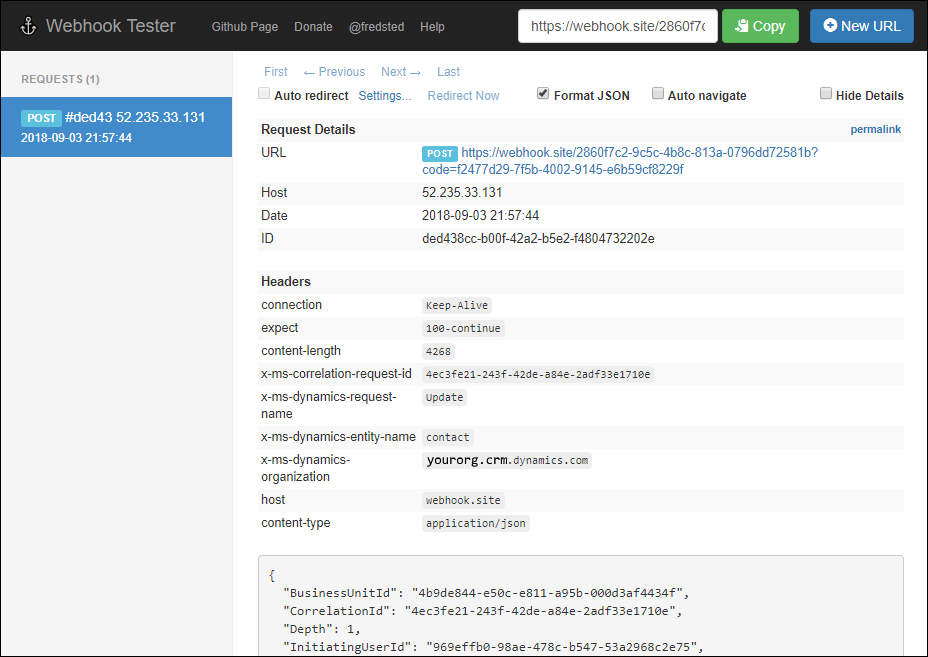 Webhook Tester Github Page Donate @fredsted Help https://webhook.site/2860f7c Copy New URL
REQUESTS (1)
POST #ded43 52.235.33.131
2018-09-03 21:57:44
First ← Previous Next → Last
Auto redirect Settings... Redirect Now Format JSON Auto navigate Hide Details
Request Details permalink
URL POST https://webhook.site/2860f7c2-9c5c-4b8c-813a-0796dd72581b?
code=f2477d29-7f5b-4002-9145-e6b59cf8229f
Host 52.235.33.131
Date 2018-09-03 21:57:44
ID ded438cc-b00f-42a2-b5e2-f4804732202e
Headers
connection Keep-Alive
expect 100-continue
content-length 4268
x-ms-correlation-request-id 4ec3fe21-243f-42de-a84e-2adf33e1710e
x-ms-dynamics-request-
name Update
x-ms-dynamics-entity-name contact
x-ms-dynamics-
organization yourorg.crm.dynamics.com
host webhook.site
content-type application/json
{
"BusinessUnitId": "4b9de844-e50c-e811-a95b-000d3af4434f",
"CorrelationId": "4ec3fe21-243f-42de-a84e-2adf33e1710e",
"Depth": 1,
"InitiatingUserId": "969effb0-98ae-478c-b547-53a2968c2e75",